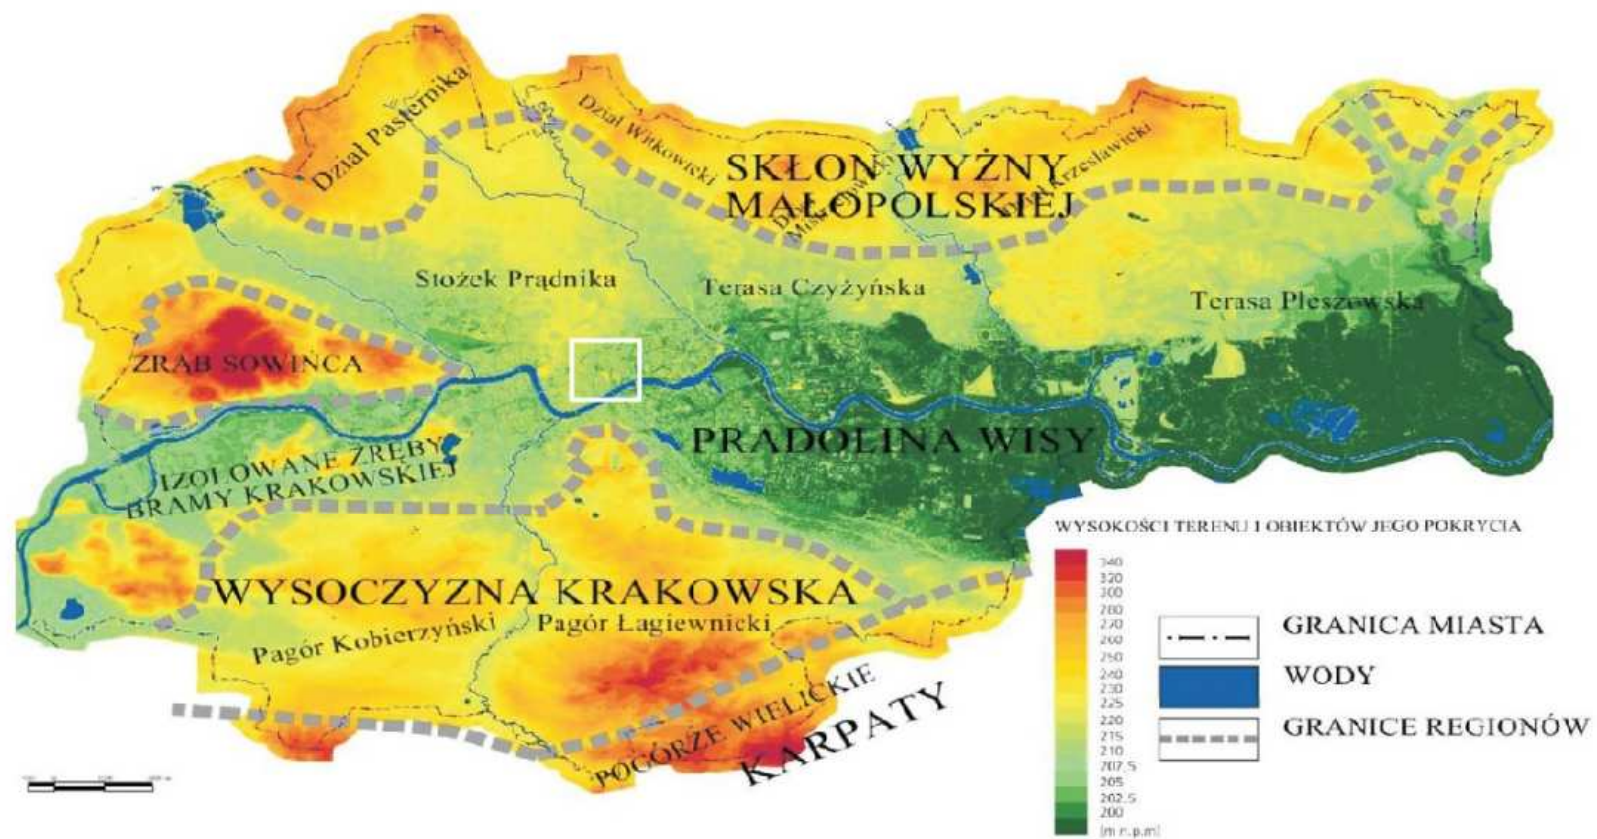 Dział Pasternika
Dział Witkowski
SKŁON WYŻNY
MAŁOPOLSKIEJ
Krzesławicki
Stożek Prądnika
Terasa Czyżyńska
Terasa Pleszowska
ZRĄB SOWIŃCA
PRADOLINA WISY
IZOLOWANE ZRĘBY
BRAMY KRAKOWSKIEJ
WYSOCZYZNA KRAKOWSKA
Pagór Kobierzyński
Pagór Łagiewnicki
POGÓRZE WIELICKIE
KARPATY
WYSOKOŚCI TERENU I OBIEKTÓW JEGO POKRYCIA
340
320
300
280
270
260
250
240
230
225
220
215
210
207,5
205
202,5
200
[m n.p.m]
GRANICA MIASTA
WODY
GRANICE REGIONÓW